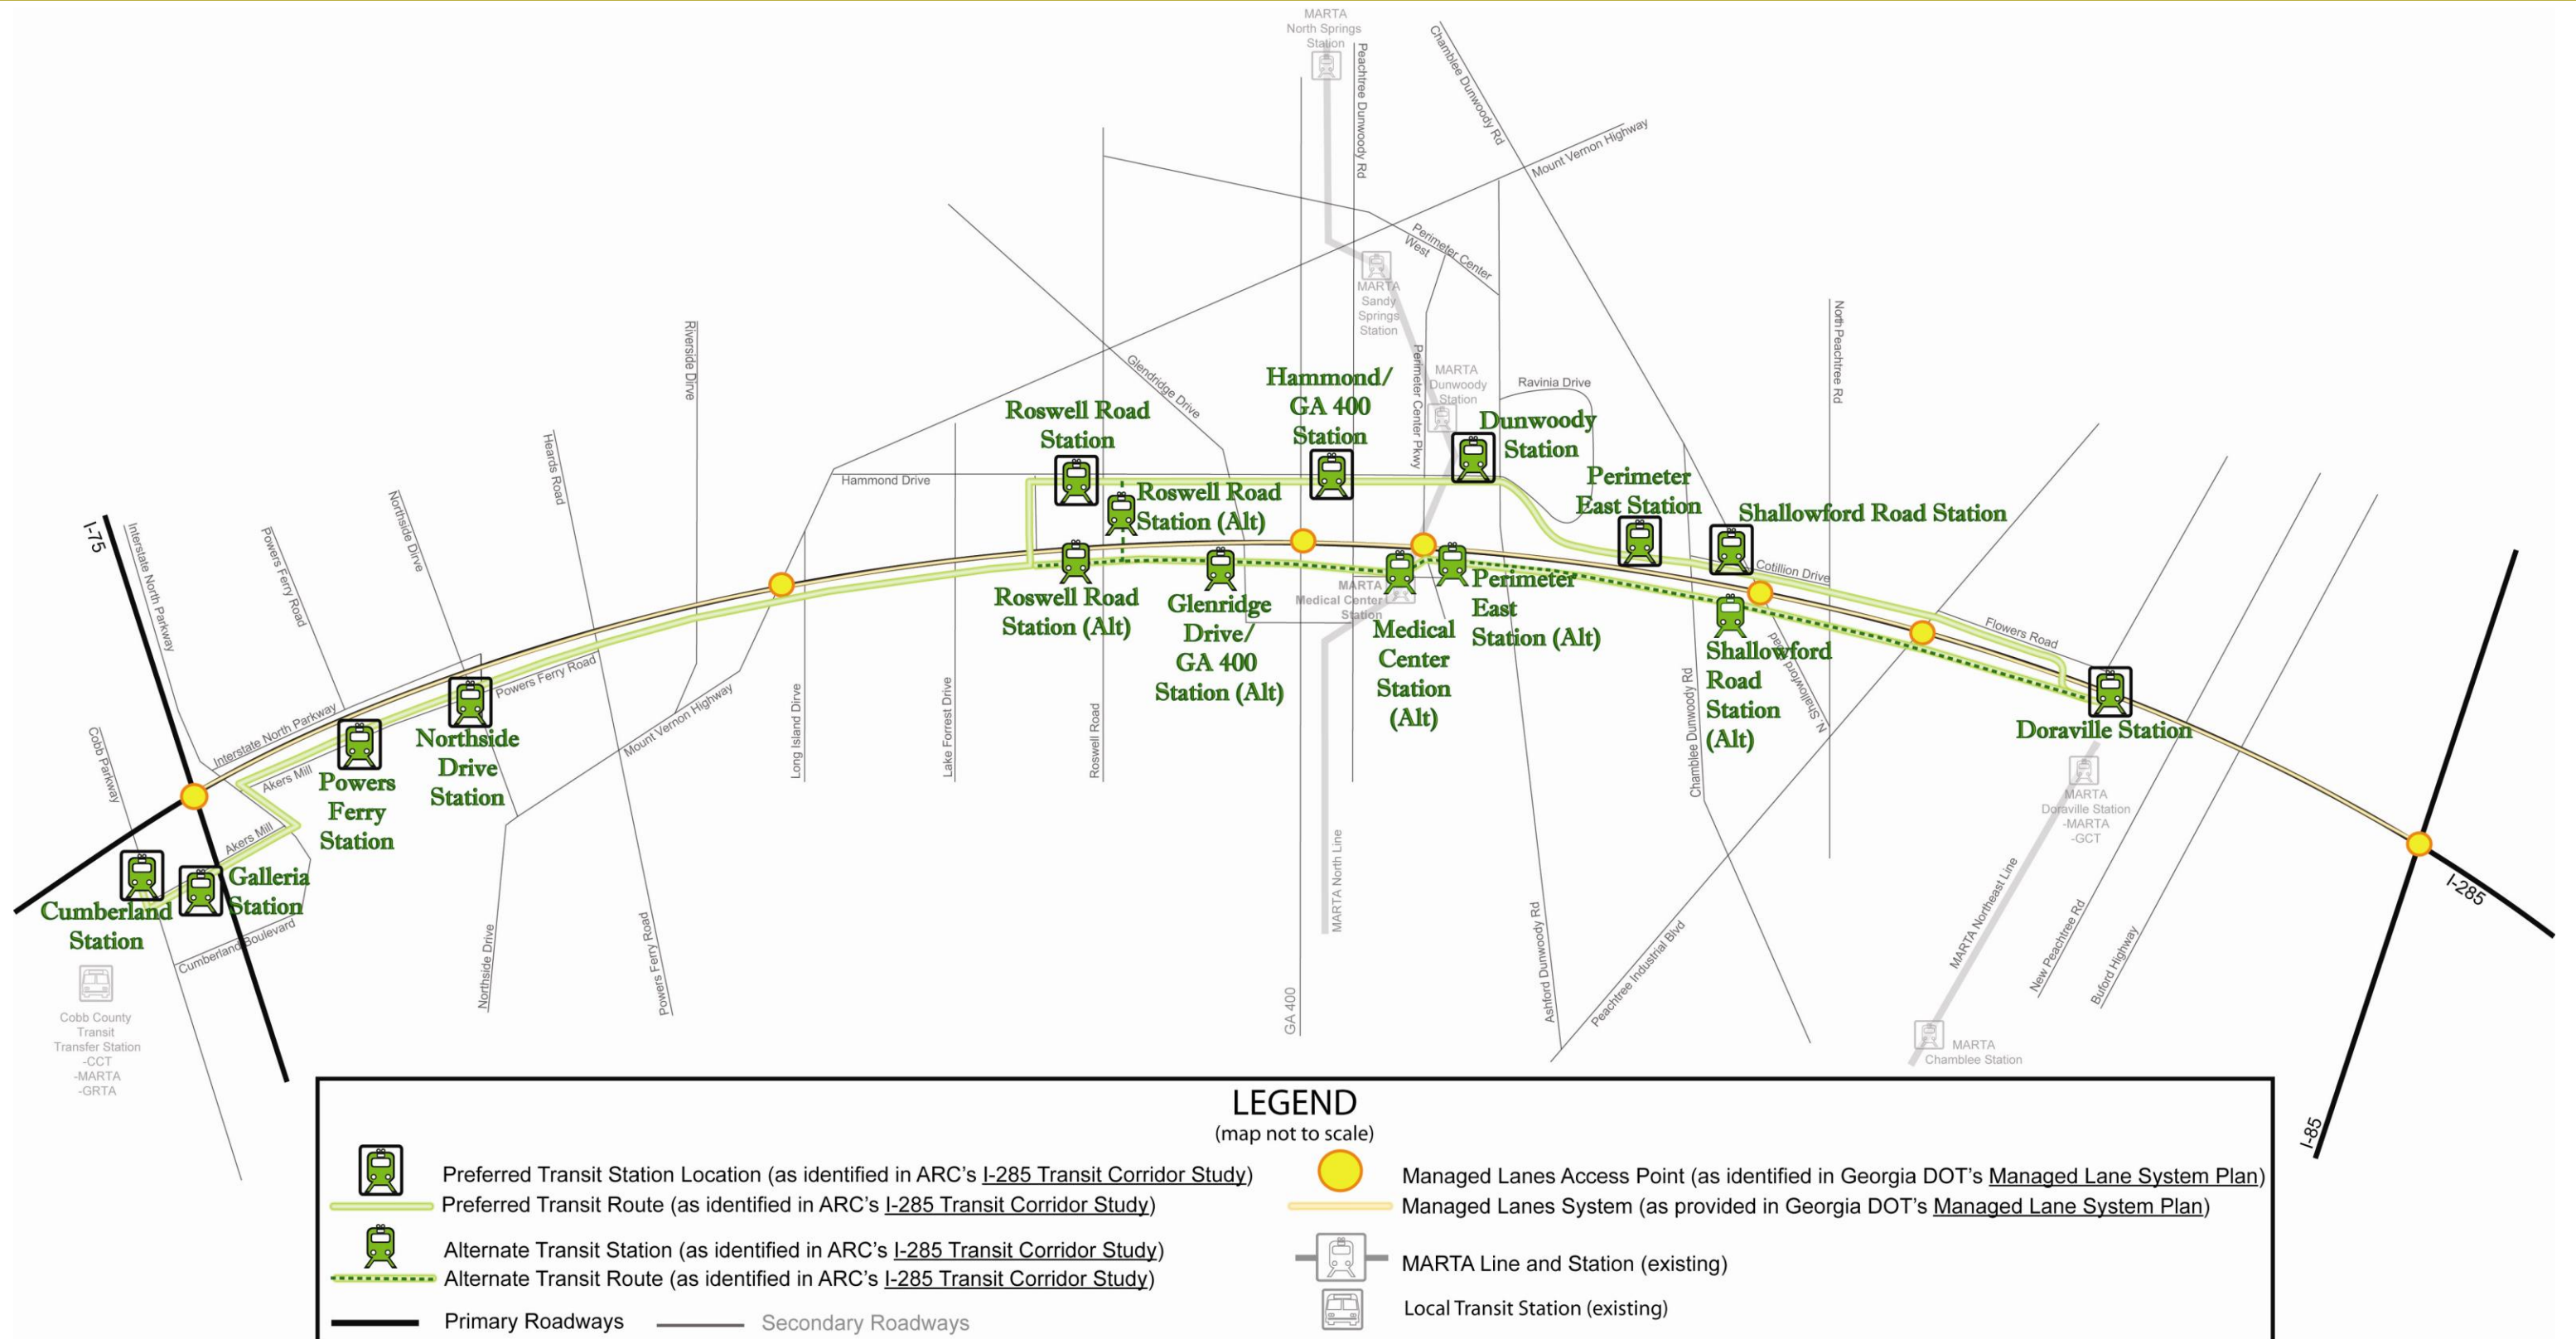 MARTA
North Springs
Station
Peachtree Dunwoody Rd
Chamblee Dunwoody Rd
Mount Vernon Highway
Perimeter Center
West
MARTA
Sandy
Springs
Station
Riverside Dirve
Glendridge Drive
Perimeter Center Pkwy
MARTA
Dunwoody
Station
Ravinia Drive
North Peachtree Rd
Hammond/
GA 400
Station
Roswell Road
Station
Dunwoody
Station
Heards Road
Hammond Drive
Perimeter
East Station
Northside Dirve
Roswell Road
Station (Alt)
Shallowford Road Station
I-75
Interstate North Parkway
Powers Ferry Road
Cotillion Drive
Roswell Road
Station (Alt)
Glenridge
Drive/
GA 400
Station (Alt)
MARTA
Medical Center
Station
Perimeter
East
Station (Alt)
Medical
Center
Station
(Alt)
Shallowford
Road
Station
(Alt)
N. Shallowford Road
Flowers Road
Powers Ferry Road
Mount Vernon Highway
Long Island Dirve
Lake Forrest Drive
Roswell Road
Chamblee Dunwoody Rd
Doraville Station
Interstate North Parkway
Cobb Parkway
Akers Mill
Northside
Drive
Station
Powers
Ferry
Station
MARTA
Doraville Station
-MARTA
-GCT
Akers Mill
Galleria
Station
Cumberland
Station
Cumberland Boulevard
MARTA North Line
MARTA Northeast Line
New Peachtree Rd
Buford Highway
I-285
Northside Drive
Powers Ferry Road
GA 400
Ashford Dunwoody Rd
Peachtree Industrial Blvd
Cobb County
Transit
Transfer Station
-CCT
-MARTA
-GRTA
MARTA
Chamblee Station
I-85
LEGEND
(map not to scale)
Preferred Transit Station Location (as identified in ARC's I-285 Transit Corridor Study)
Preferred Transit Route (as identified in ARC's I-285 Transit Corridor Study)
Alternate Transit Station (as identified in ARC's I-285 Transit Corridor Study)
Alternate Transit Route (as identified in ARC's I-285 Transit Corridor Study)
Primary Roadways
Secondary Roadways
Managed Lanes Access Point (as identified in Georgia DOT's Managed Lane System Plan)
Managed Lanes System (as provided in Georgia DOT's Managed Lane System Plan)
MARTA Line and Station (existing)
Local Transit Station (existing)